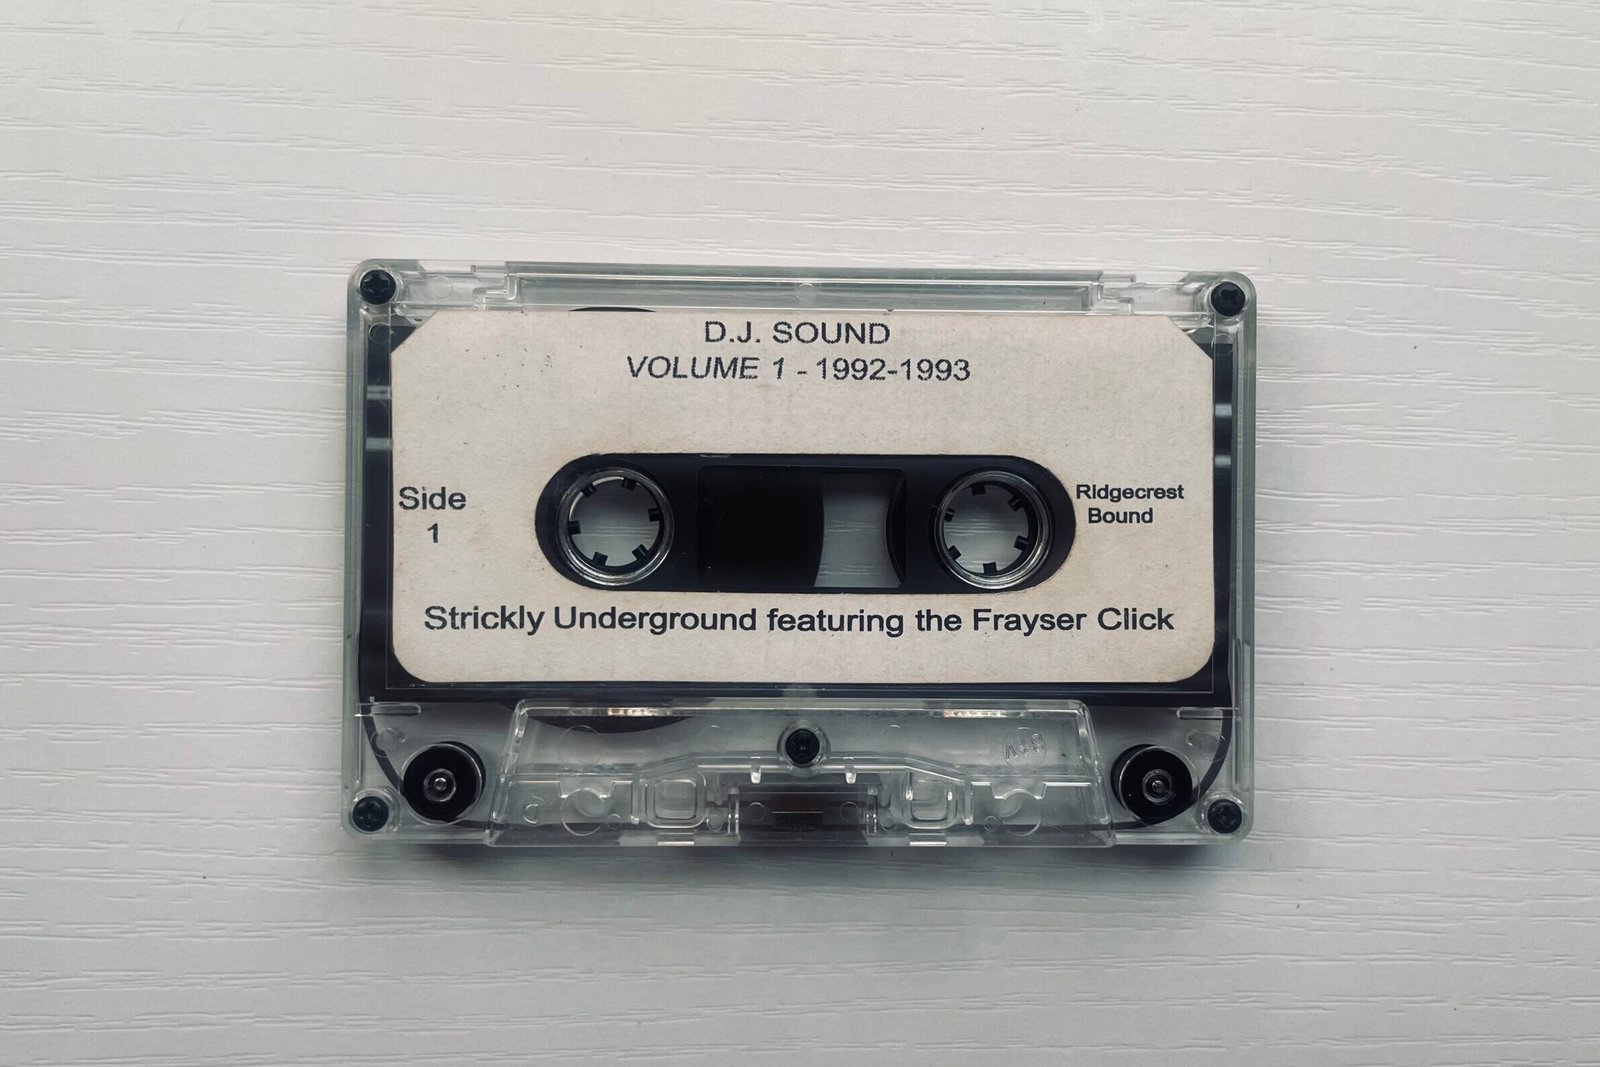 D.J. SOUND
VOLUME 1 - 1992-1993
Side
1
Ridgecrest
Bound
Strickly Underground featuring the Frayser Click